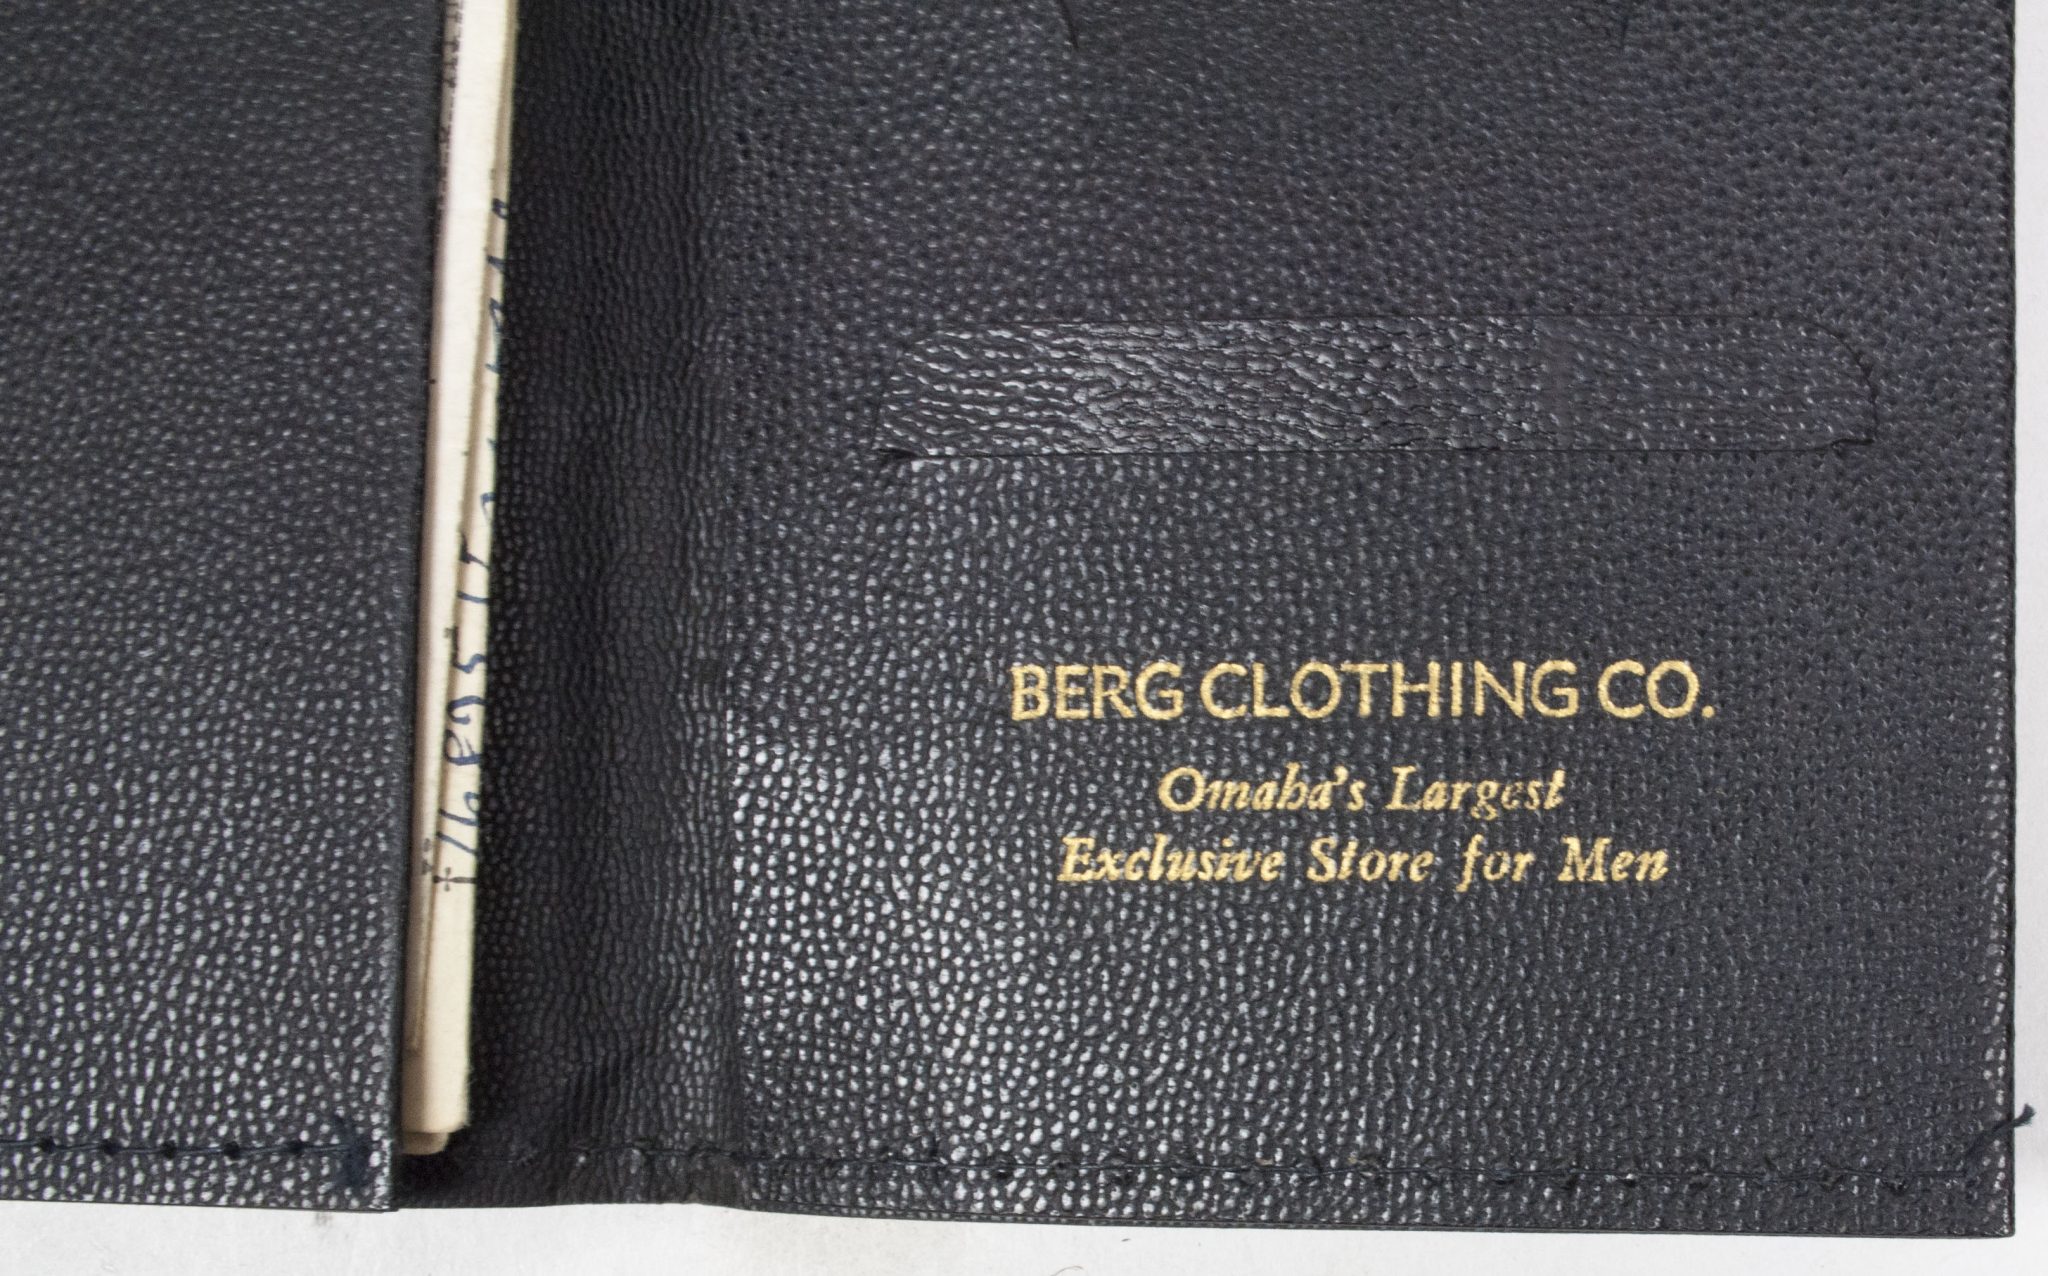 BERG CLOTHING CO.
Omaha's Largest
Exclusive Store for Men